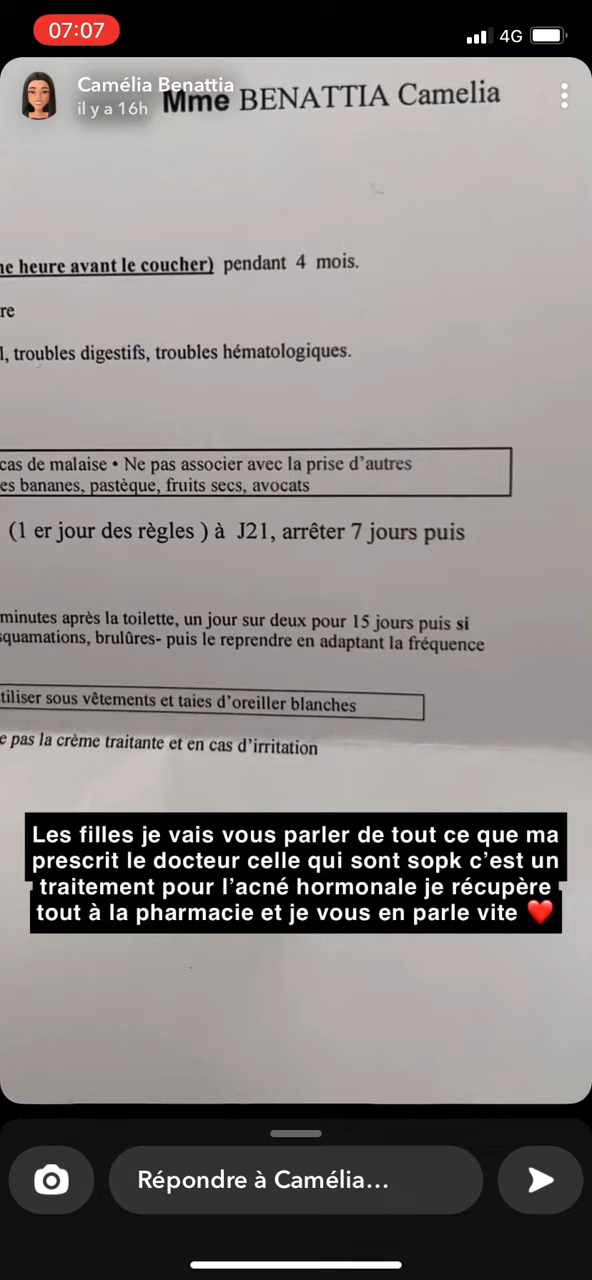 07:07
4G
Camélia Benattia
il y a 16h
Mme BENATTIA Camelia
heure avant le coucher) pendant 4 mois.
re
troubles digestifs, troubles hématologiques.
cas de malaise • Ne pas associer avec la prise d'autres
es bananes, pastèque, fruits secs, avocats
(1 er jour des règles ) à J21, arrêter 7 jours puis
minutes après la toilette, un jour sur deux pour 15 jours puis si
squamations, brulûres- puis le reprendre en adaptant la fréquence
tiliser sous vêtements et taies d'oreiller blanches
e pas la crème traitante et en cas d'irritation
Les filles je vais vous parler de tout ce que ma
prescrit le docteur celle qui sont sopk c'est un
traitement pour l'acné hormonale je récupère
tout à la pharmacie et je vous en parle vite ❤️
Répondre à Camélia…